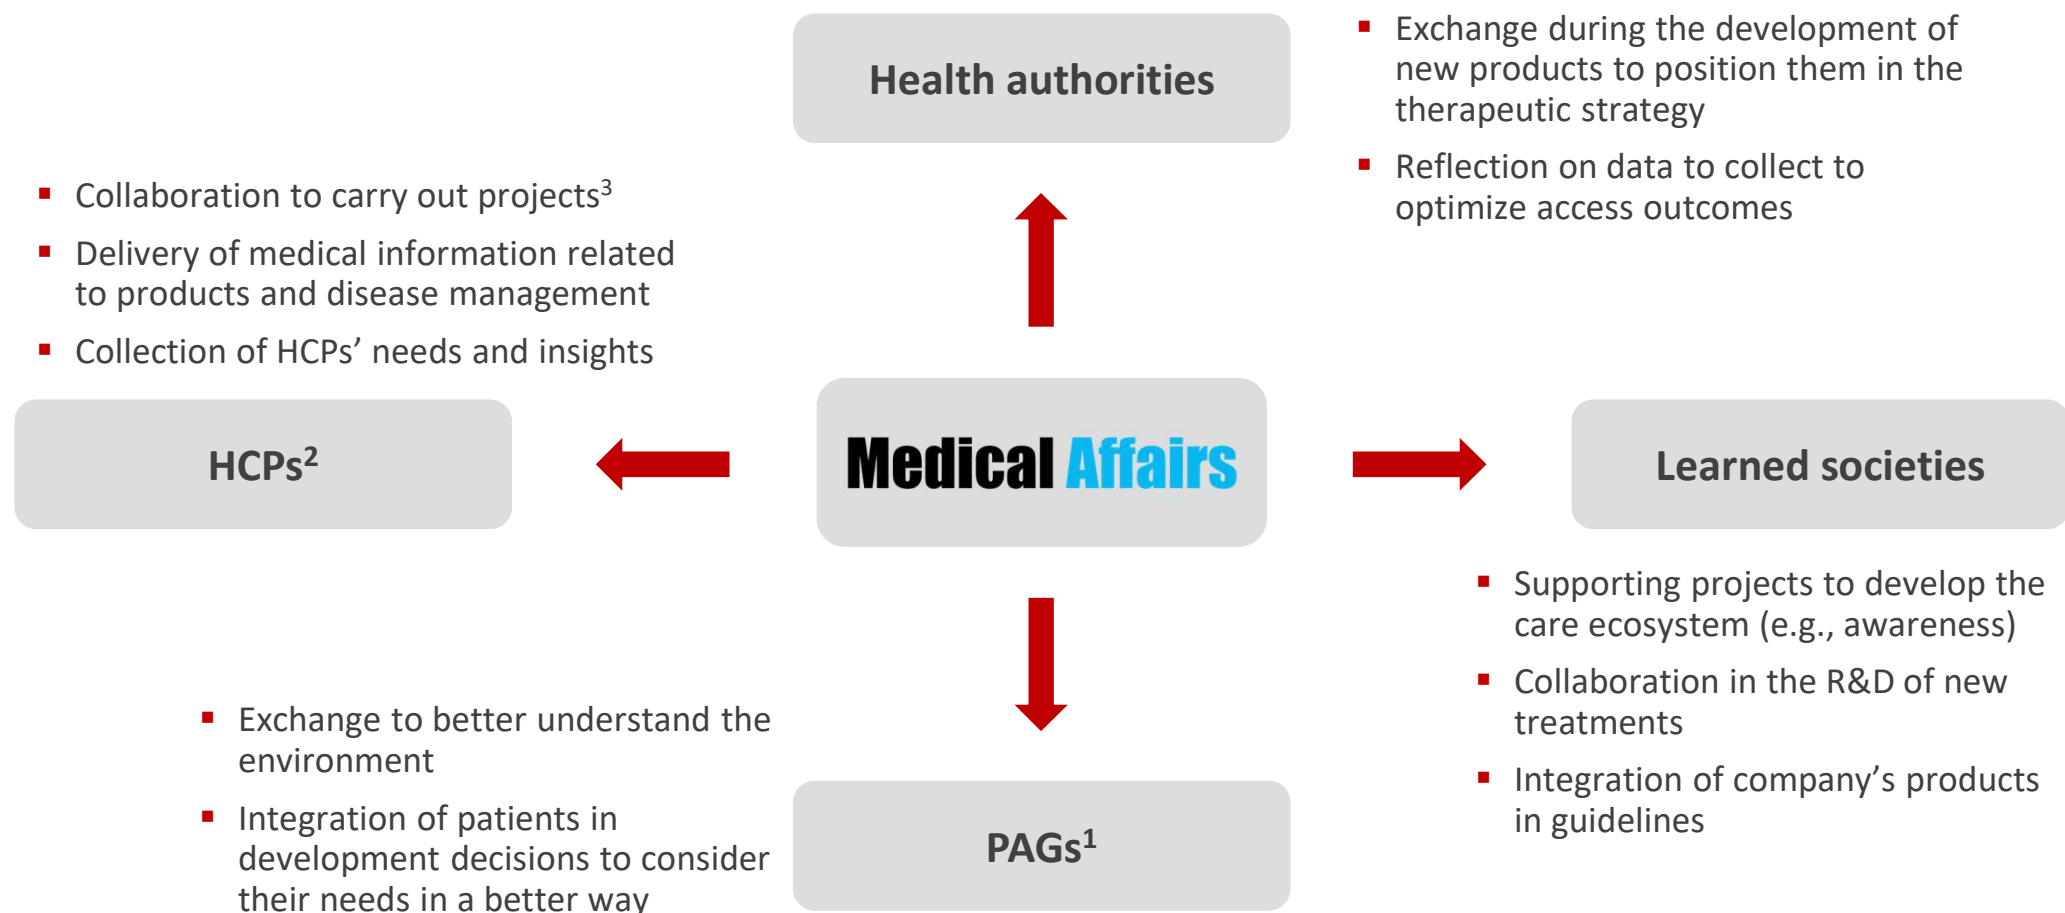 Health authorities
▪ Exchange during the development of
new products to position them in the
therapeutic strategy
▪ Reflection on data to collect to
optimize access outcomes
▪ Collaboration to carry out projects³
▪ Delivery of medical information related
to products and disease management
▪ Collection of HCPs’ needs and insights
HCPs²
Medical Affairs
Learned societies
▪ Supporting projects to develop the
care ecosystem (e.g., awareness)
▪ Collaboration in the R&D of new
treatments
▪ Integration of company’s products
in guidelines
▪ Exchange to better understand the
environment
▪ Integration of patients in
development decisions to consider
their needs in a better way
PAGs¹